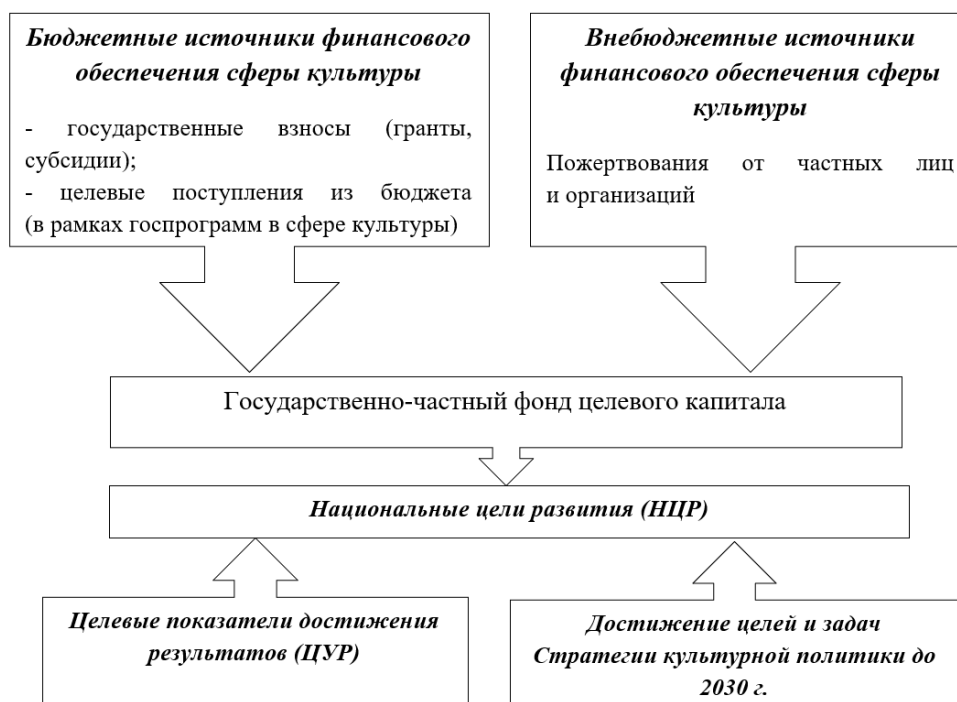 Бюджетные источники финансового
обеспечения сферы культуры
- государственные взносы (гранты,
субсидии);
- целевые поступления из бюджета
(в рамках госпрограмм в сфере культуры)
Внебюджетные источники
финансового обеспечения сферы
культуры
Пожертвования от частных лиц
и организаций
Государственно-частный фонд целевого капитала
Национальные цели развития (НЦР)
Целевые показатели достижения
результатов (ЦУР)
Достижение целей и задач
Стратегии культурной политики до
2030 г.